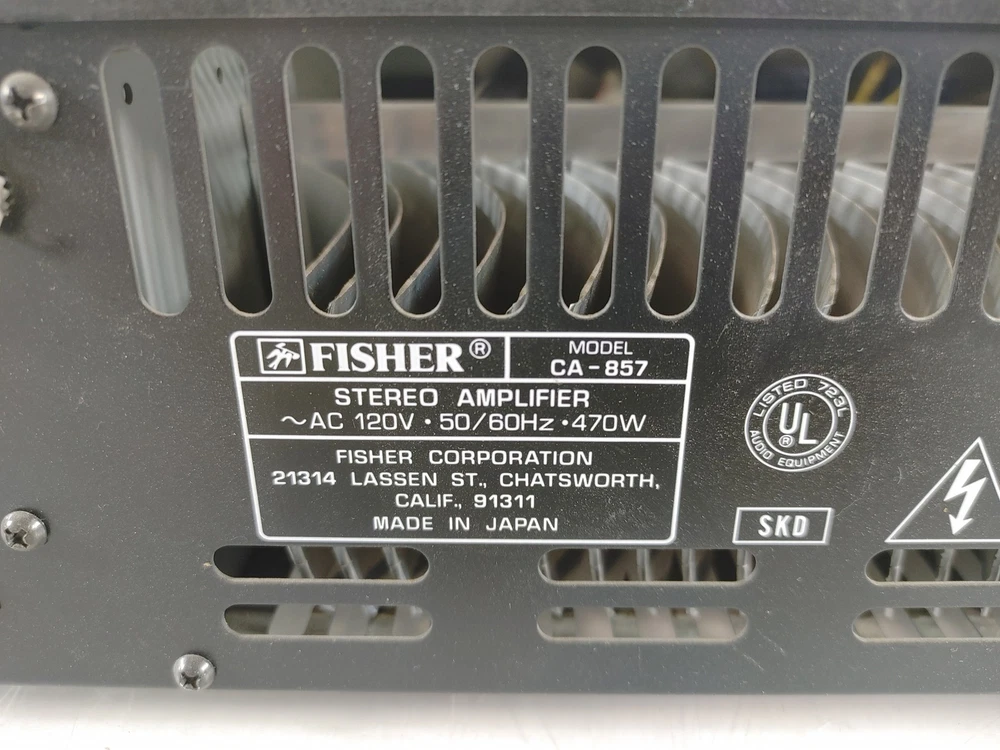 FISHER®
MODEL
CA-857
STEREO AMPLIFIER
~AC 120V · 50/60Hz · 470W
FISHER CORPORATION
21314 LASSEN ST., CHATSWORTH,
CALIF., 91311
MADE IN JAPAN
LISTED 723L
UL®
AUDIO EQUIPMENT
SKD